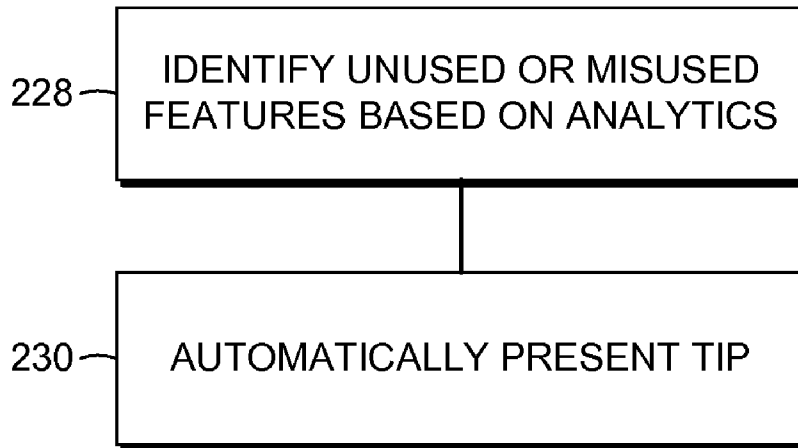 228
IDENTIFY UNUSED OR MISUSED
FEATURES BASED ON ANALYTICS
230
AUTOMATICALLY PRESENT TIP